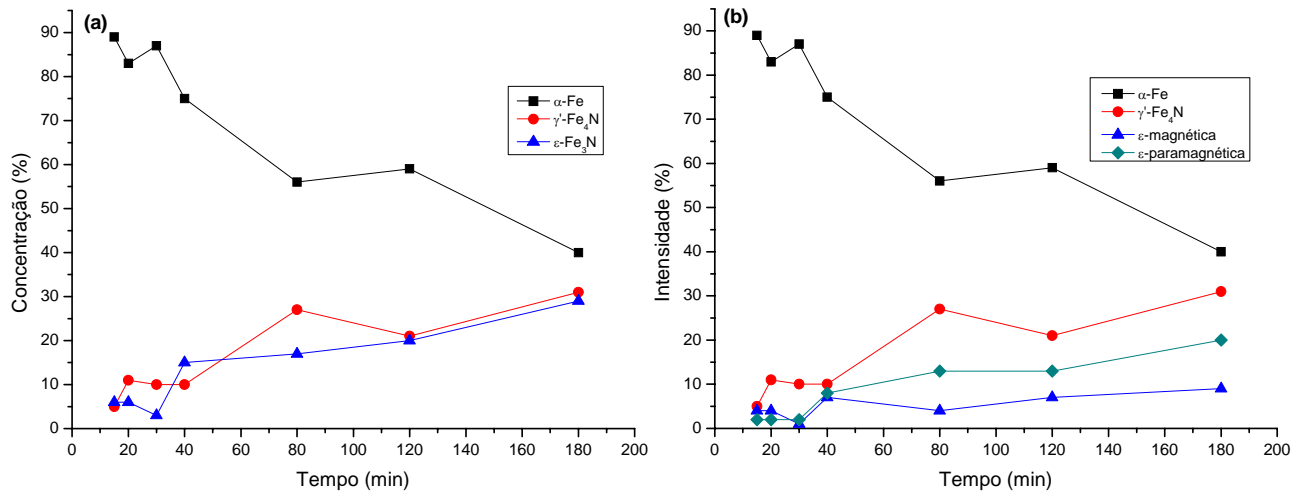 (a)
90
80
70
60
50
40
30
20
10
0
Concentração (%)
α-Fe
γ'-Fe₄N
ε-Fe₃N
0 20 40 60 80 100 120 140 160 180 200
Tempo (min)
(b)
90
80
70
60
50
40
30
20
10
0
Intensidade (%)
α-Fe
γ'-Fe₄N
ε-magnética
ε-paramagnética
0 20 40 60 80 100 120 140 160 180 200
Tempo (min)